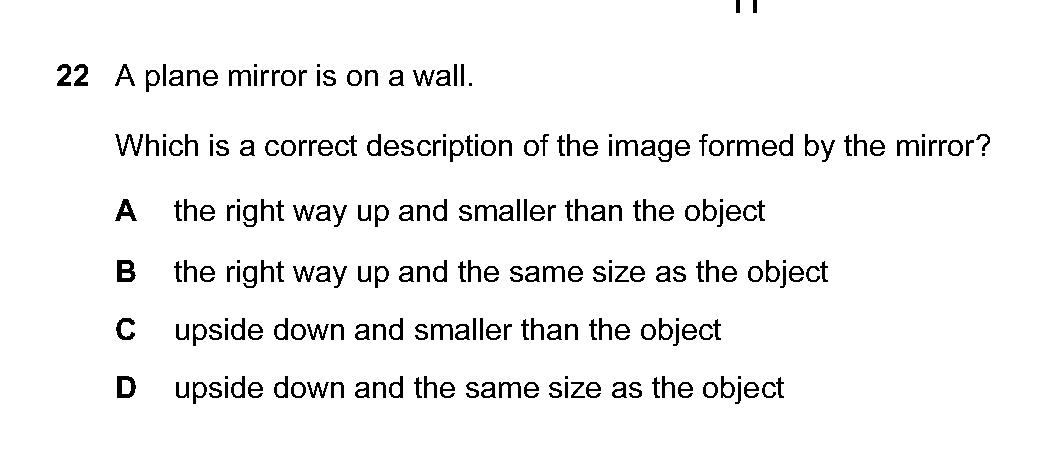 22 A plane mirror is on a wall.
Which is a correct description of the image formed by the mirror?
A the right way up and smaller than the object
B the right way up and the same size as the object
C upside down and smaller than the object
D upside down and the same size as the object